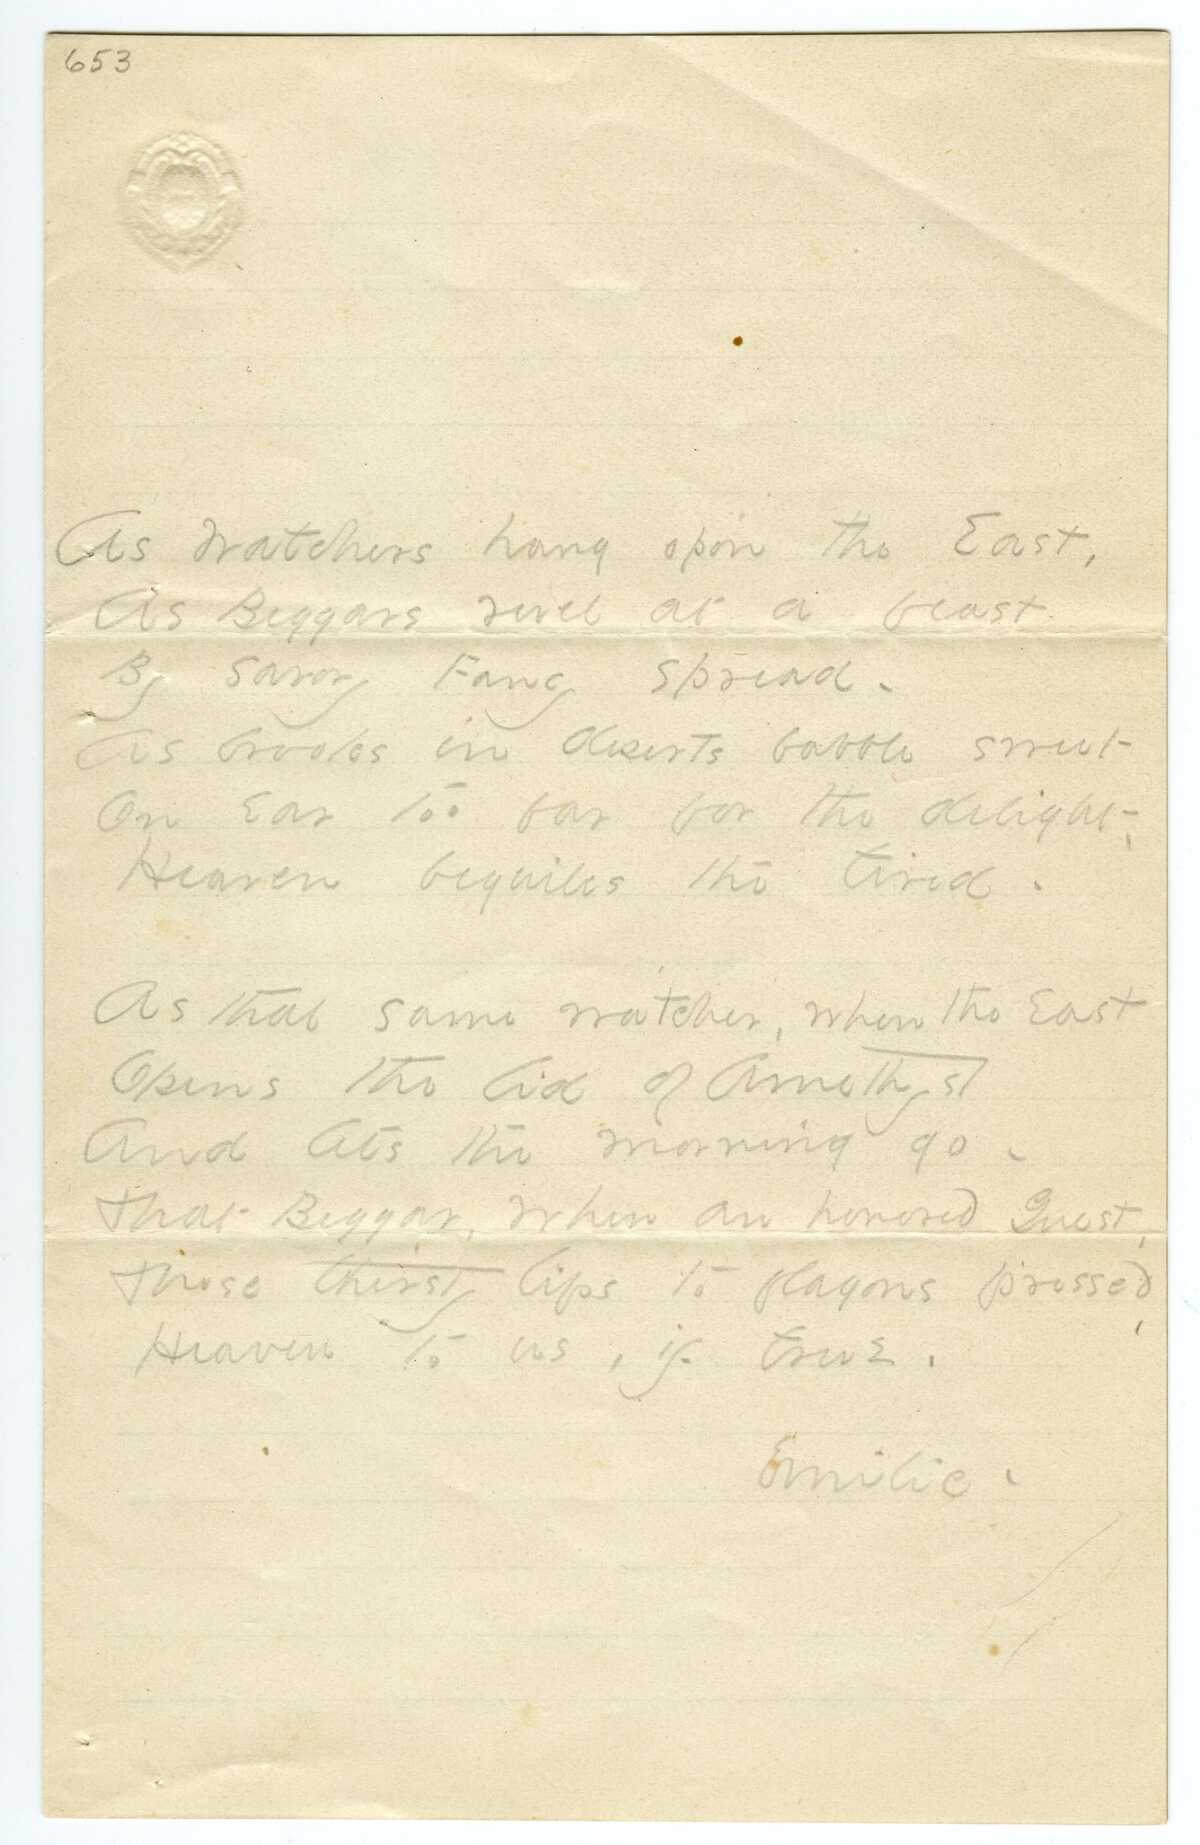 653
As Watchers hang opon the East,
As Beggars revel at a feast
By savory Fancy spread -
As brooks in deserts babble sweet
On Ear too far for the delight,
Heaven beguiles the tired.
As that same watcher, when the East
Opens the lid of Amethyst
And lets the morning go -
That Beggar, when an honored Guest,
Those thirsty lips to flagons pressed,
Heaven to us, if true.
Emilie -